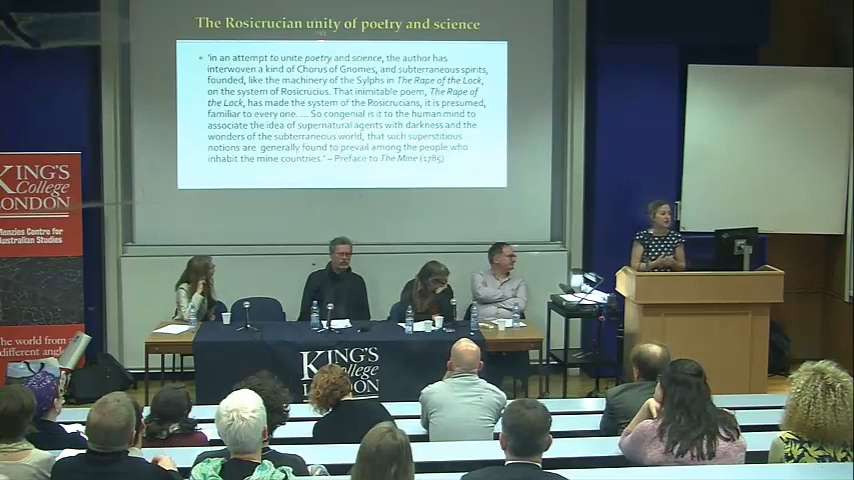 The Rosicrucian unity of poetry and science
• 'in an attempt to unite poetry and science, the author has
interwoven a kind of Chorus of Gnomes, and subterraneous spirits,
founded, like the machinery of the Sylphs in The Rape of the Lock,
on the system of Rosicrucius. That inimitable poem, The Rape of
the Lock, has made the system of the Rosicrucians, it is presumed,
familiar to every one. ... So congenial is it to the human mind to
associate the idea of supernatural agents with darkness and the
wonders of the subterraneous world, that such superstitious
notions are generally found to prevail among the people who
inhabit the mine countries.' – Preface to The Mine (1785)
KING'S
College
LONDON
Menzies Centre for
Australian Studies
The world from
different angle
KING'S
College
LONDON